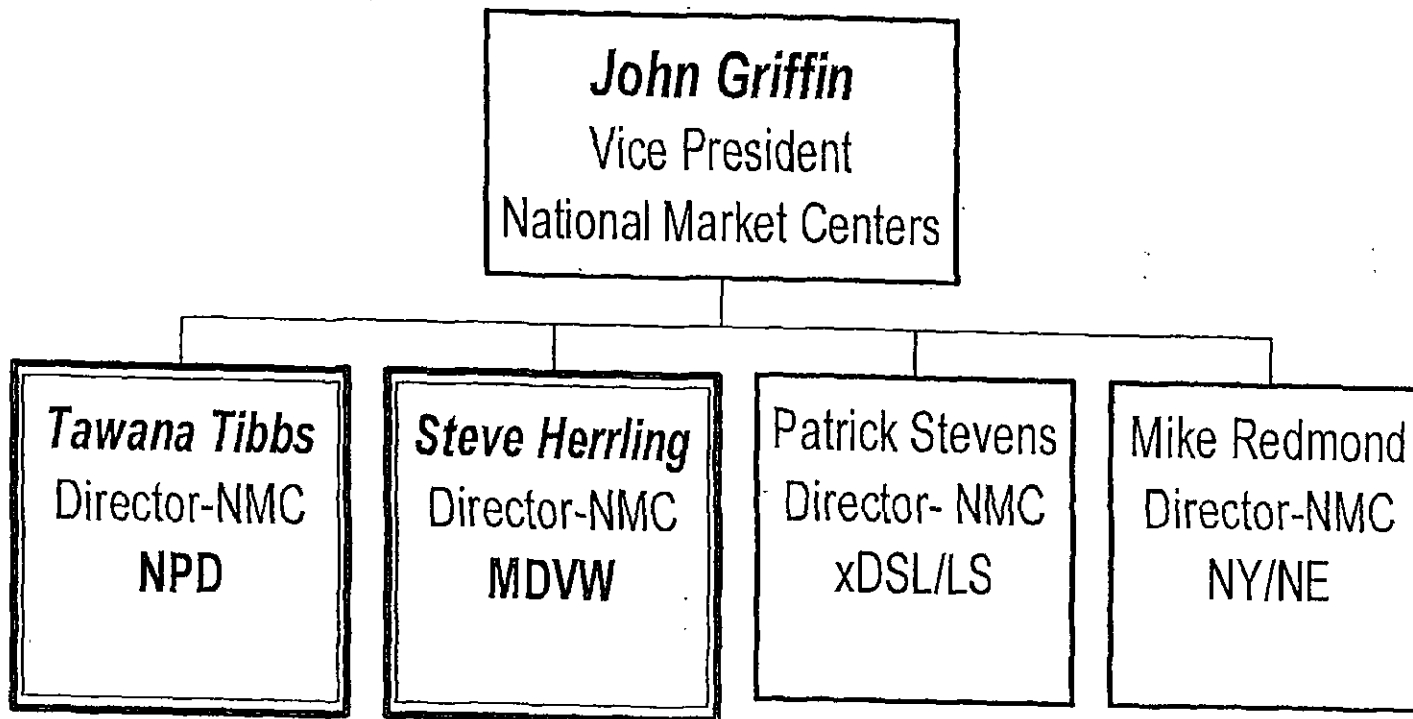 John Griffin
Vice President
National Market Centers
Tawana Tibbs
Director-NMC
NPD
Steve Herrling
Director-NMC
MDVW
Patrick Stevens
Director- NMC
xDSL/LS
Mike Redmond
Director-NMC
NY/NE